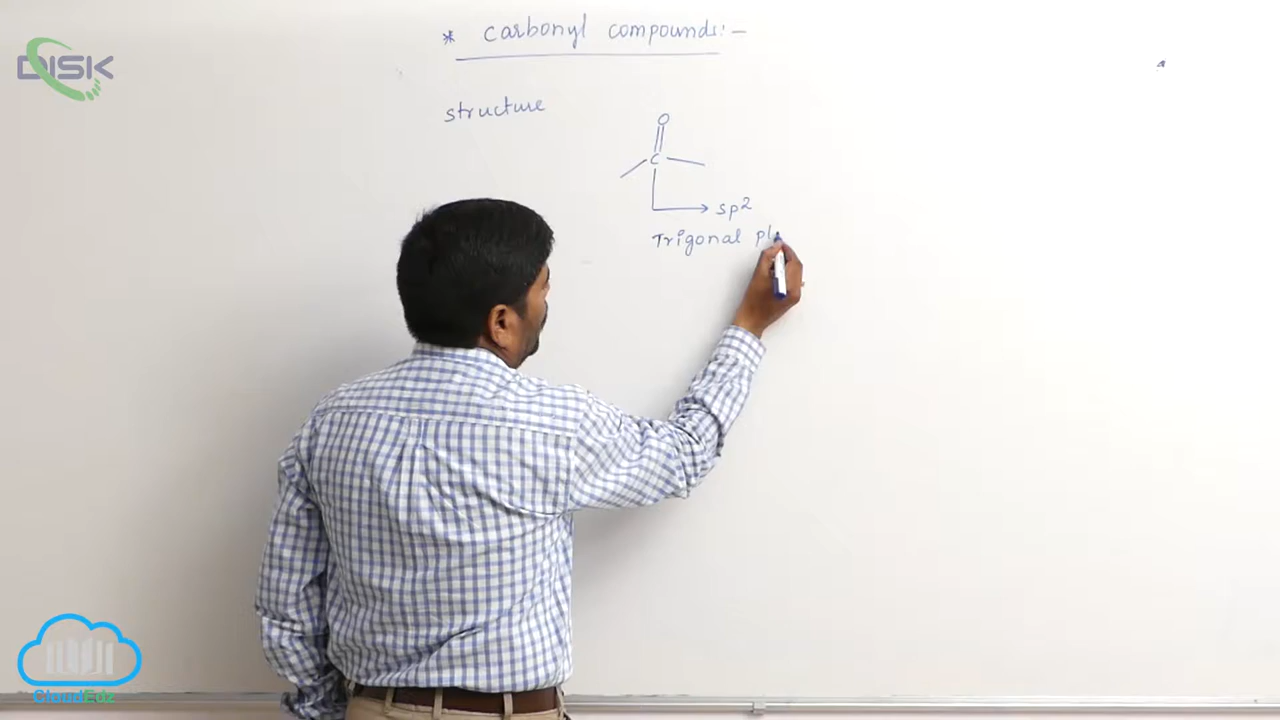 * Carbonyl compounds:-
DISK
structure
O
C
sp²
Trigonal pl
CloudEdz